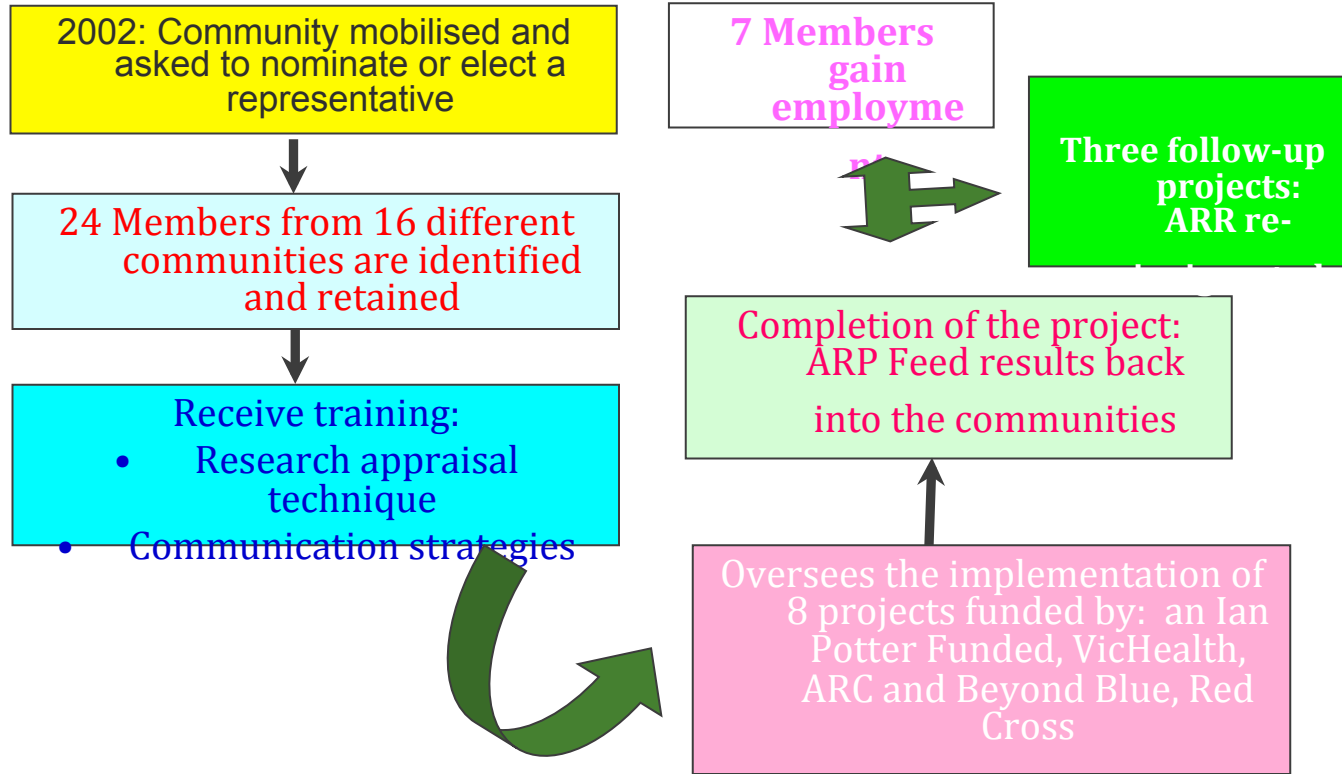 2002: Community mobilised and
asked to nominate or elect a
representative
24 Members from 16 different
communities are identified
and retained
Receive training:
• Research appraisal
technique
• Communication strategies
Oversees the implementation of
8 projects funded by: an Ian
Potter Funded, VicHealth,
ARC and Beyond Blue, Red
Cross
Completion of the project:
ARP Feed results back
into the communities
7 Members
gain
employme
Three follow-up
projects:
ARR re-